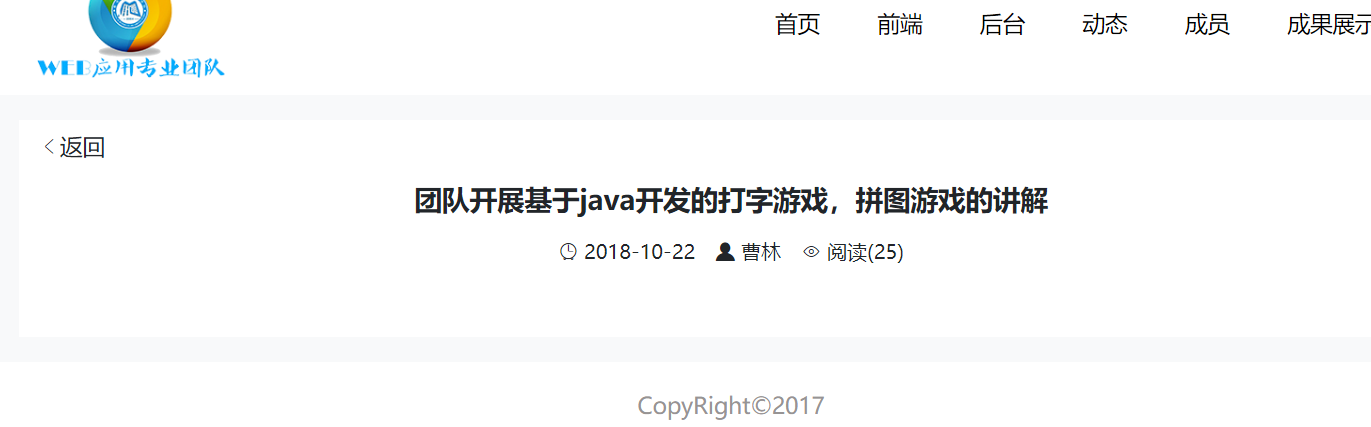 首页 前端 后台 动态 成员 成果展示
WEB应用专业团队
返回
团队开展基于java开发的打字游戏，拼图游戏的讲解
2018-10-22 曹林 阅读(25)
CopyRight©2017